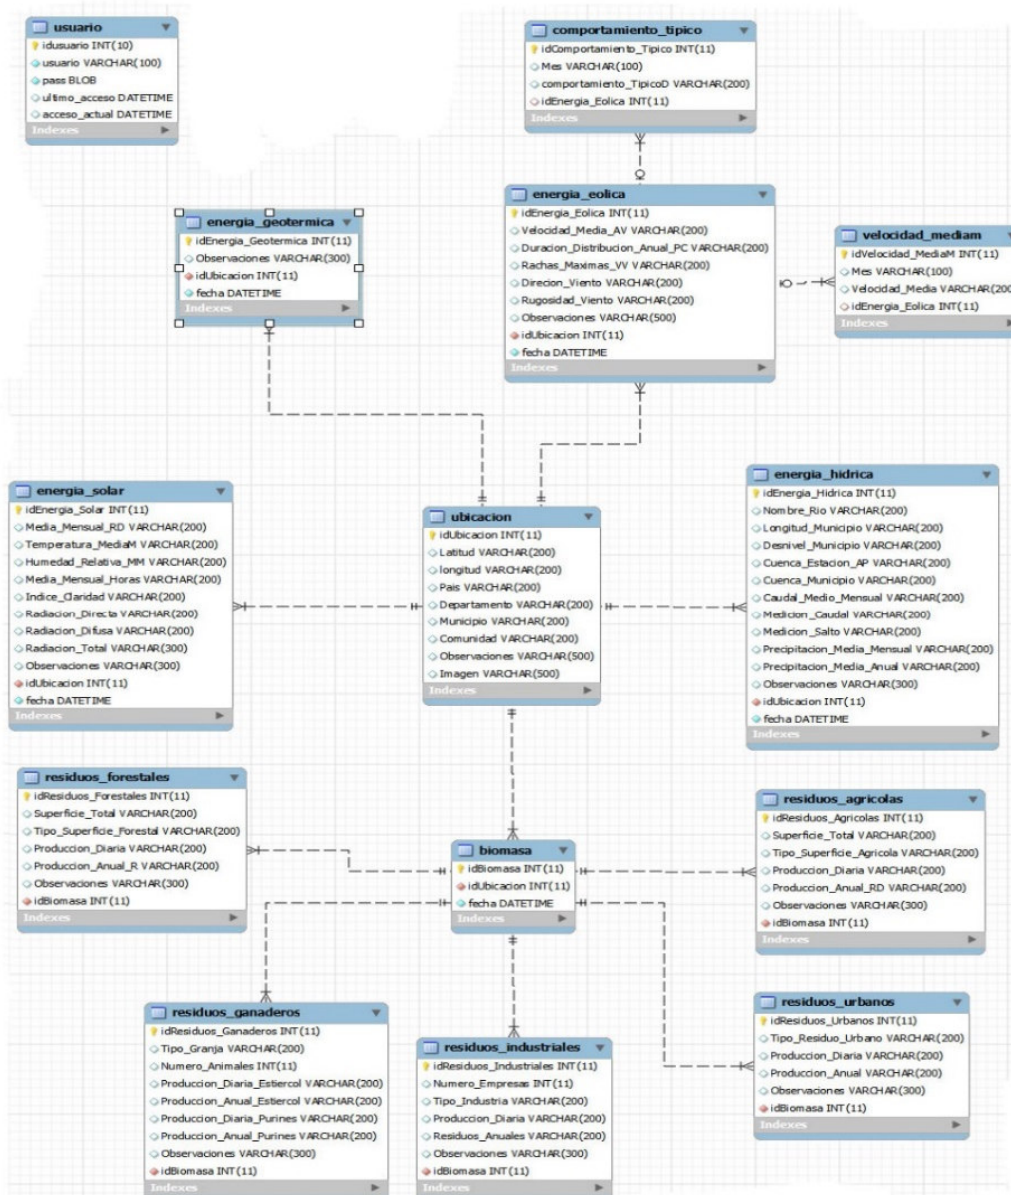 usuario
idusuario INT(10)
usuario VARCHAR(100)
pass BLOB
ultimo_acceso DATETIME
acceso_actual DATETIME
Indexes
comportamiento_tipico
idComportamiento_Tipico INT(11)
Mes VARCHAR(100)
comportamiento_TipicoD VARCHAR(200)
idEnergia_Eolica INT(11)
Indexes
energia_geotermica
idEnergia_Geotermica INT(11)
Observaciones VARCHAR(300)
idUbicacion INT(11)
fecha DATETIME
Indexes
energia_eolica
idEnergia_Eolica INT(11)
Velocidad_Media_AV VARCHAR(200)
Duracion_Distribucion_Anual_PC VARCHAR(200)
Rachas_Maximas_VV VARCHAR(200)
Direcion_Viento VARCHAR(200)
Rugosidad_Viento VARCHAR(200)
Observaciones VARCHAR(500)
idUbicacion INT(11)
fecha DATETIME
Indexes
velocidad_mediam
idVelocidad_MediaM INT(11)
Mes VARCHAR(100)
Velocidad_Media VARCHAR(200
idEnergia_Eolica INT(11)
Indexes
energia_solar
idEnergia_Solar INT(11)
Media_Mensual_RD VARCHAR(200)
Temperatura_MediaM VARCHAR(200)
Humedad_Relativa_MM VARCHAR(200)
Media_Mensual_Horas VARCHAR(200)
Indice_Claridad VARCHAR(200)
Radiacion_Directa VARCHAR(200)
Radiacion_Difusa VARCHAR(200)
Radiacion_Total VARCHAR(300)
Observaciones VARCHAR(300)
idUbicacion INT(11)
fecha DATETIME
Indexes
ubicacion
idUbicacion INT(11)
Latitud VARCHAR(200)
longitud VARCHAR(200)
Pais VARCHAR(200)
Departamento VARCHAR(200)
Municipio VARCHAR(200)
Comunidad VARCHAR(200)
Observaciones VARCHAR(500)
Imagen VARCHAR(500)
Indexes
energia_hidrica
idEnergia_Hidrica INT(11)
Nombre_Rio VARCHAR(200)
Longitud_Municipio VARCHAR(200)
Desnivel_Municipio VARCHAR(200)
Cuenca_Estacion_AP VARCHAR(200)
Cuenca_Municipio VARCHAR(200)
Caudal_Medio_Mensual VARCHAR(200)
Medicion_Caudal VARCHAR(200)
Medicion_Salto VARCHAR(200)
Precipitacion_Media_Mensual VARCHAR(200)
Precipitacion_Media_Anual VARCHAR(200)
Observaciones VARCHAR(300)
idUbicacion INT(11)
fecha DATETIME
Indexes
residuos_forestales
idResiduos_Forestales INT(11)
Superficie_Total VARCHAR(200)
Tipo_Superficie_Forestal VARCHAR(200)
Produccion_Diaria VARCHAR(200)
Produccion_Anual_R VARCHAR(200)
Observaciones VARCHAR(300)
idBiomasa INT(11)
Indexes
biomasa
idBiomasa INT(11)
idUbicacion INT(11)
fecha DATETIME
Indexes
residuos_agricolas
idResiduos_Agricolas INT(11)
Superficie_Total VARCHAR(200)
Tipo_Superficie_Agricola VARCHAR(200)
Produccion_Diaria VARCHAR(200)
Produccion_Anual_RD VARCHAR(200)
Observaciones VARCHAR(300)
idBiomasa INT(11)
Indexes
residuos_ganaderos
idResiduos_Ganaderos INT(11)
Tipo_Granja VARCHAR(200)
Numero_Animales INT(11)
Produccion_Diaria_Estiercol VARCHAR(200)
Produccion_Anual_Estiercol VARCHAR(200)
Produccion_Diaria_Purines VARCHAR(200)
Produccion_Anual_Purines VARCHAR(200)
Observaciones VARCHAR(300)
idBiomasa INT(11)
residuos_industriales
idResiduos_Industriales INT(11)
Numero_Empresas INT(11)
Tipo_Industria VARCHAR(200)
Produccion_Diaria VARCHAR(200)
Residuos_Anuales VARCHAR(200)
Observaciones VARCHAR(300)
idBiomasa INT(11)
residuos_urbanos
idResiduos_Urbanos INT(11)
Tipo_Residuo_Urbano VARCHAR(200)
Produccion_Diaria VARCHAR(200)
Produccion_Anual VARCHAR(200)
Observaciones VARCHAR(300)
idBiomasa INT(11)
Indexes